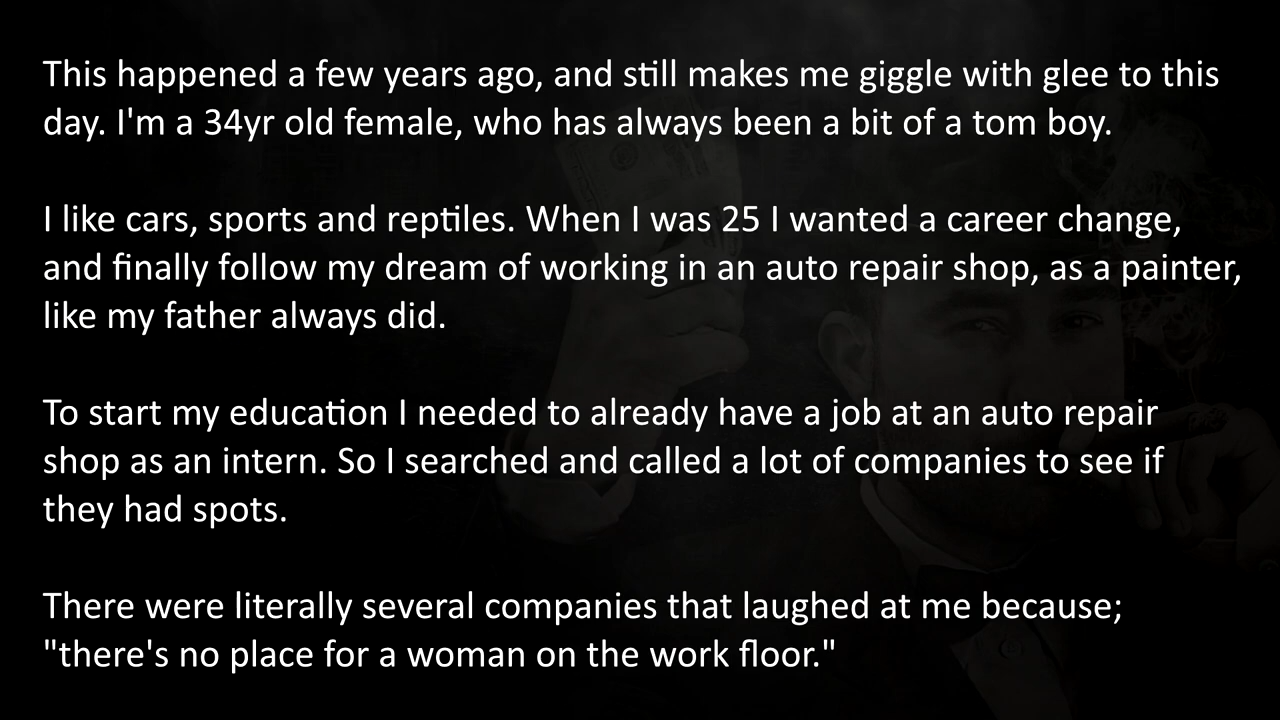 This happened a few years ago, and still makes me giggle with glee to this
day. I'm a 34yr old female, who has always been a bit of a tom boy.
I like cars, sports and reptiles. When I was 25 I wanted a career change,
and finally follow my dream of working in an auto repair shop, as a painter,
like my father always did.
To start my education I needed to already have a job at an auto repair
shop as an intern. So I searched and called a lot of companies to see if
they had spots.
There were literally several companies that laughed at me because;
"there's no place for a woman on the work floor."